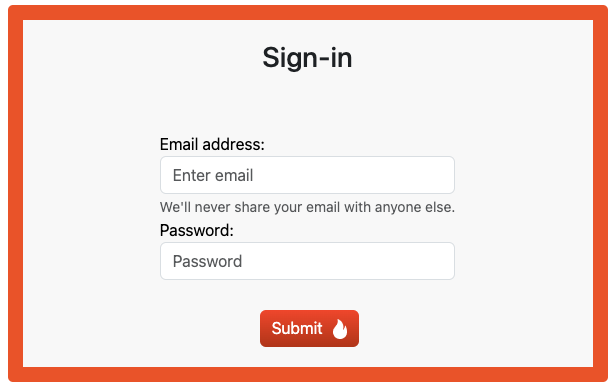 Sign-in
Email address:
Enter email
We'll never share your email with anyone else.
Password:
Password
Submit